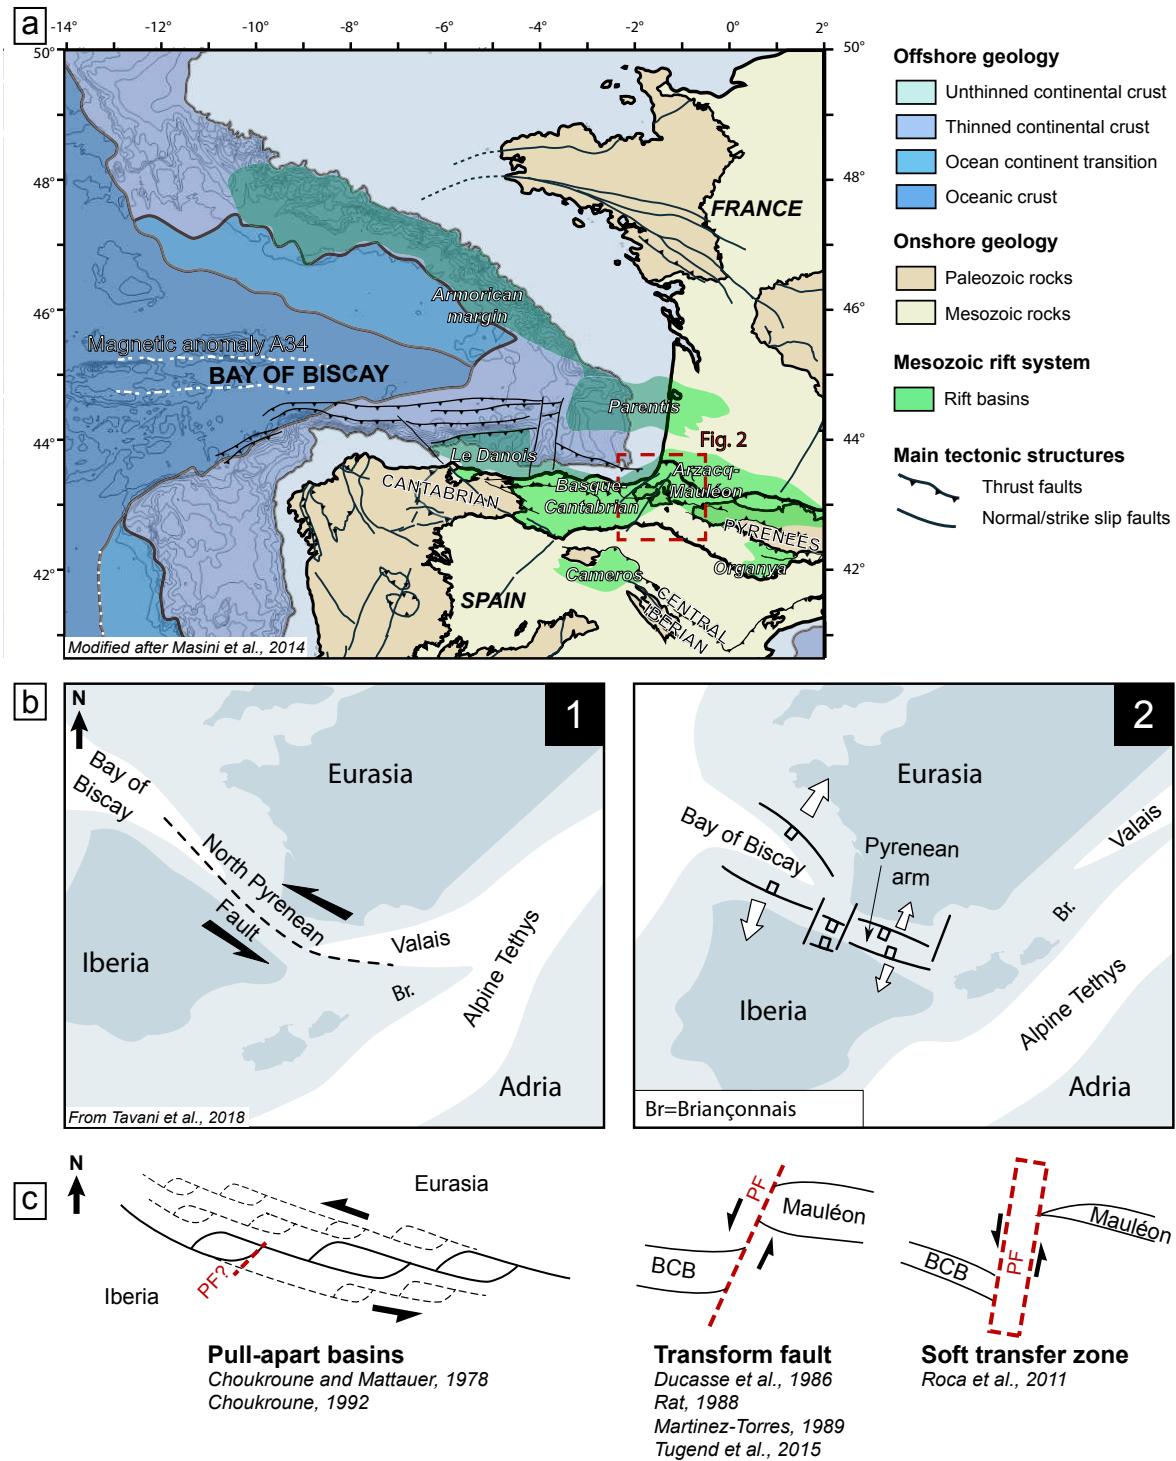 a
-14° -12° -10° -8° -6° -4° -2° 0° 2°
50° 50°
48° 48°
46° 46°
44° 44°
42° 42°
FRANCE
Armorican
margin
Magnetic anomaly A34
BAY OF BISCAY
Parentis
Fig. 2
Le Danois
Arzacq-
Mauléon
Basque-
Cantabrian
CANTABRIAN
PYRENEES
Organya
Cameros
SPAIN
CENTRAL
IBERIAN
Modified after Masini et al., 2014
Offshore geology
Unthinned continental crust
Thinned continental crust
Ocean continent transition
Oceanic crust
Onshore geology
Paleozoic rocks
Mesozoic rocks
Mesozoic rift system
Rift basins
Main tectonic structures
Thrust faults
Normal/strike slip faults
b
N
1
Bay of
Biscay
Eurasia
North Pyrenean
Fault
Iberia
Valais
Br.
Alpine Tethys
Adria
From Tavani et al., 2018
2
Eurasia
Bay of Biscay
Pyrenean
arm
Valais
Br.
Iberia
Alpine Tethys
Adria
Br=Briançonnais
c
N
Eurasia
Iberia
PF?
Pull-apart basins
Choukroune and Mattauer, 1978
Choukroune, 1992
PF
Mauléon
BCB
Transform fault
Ducasse et al., 1986
Rat, 1988
Martinez-Torres, 1989
Tugend et al., 2015
Mauléon
BCB
PF
Soft transfer zone
Roca et al., 2011